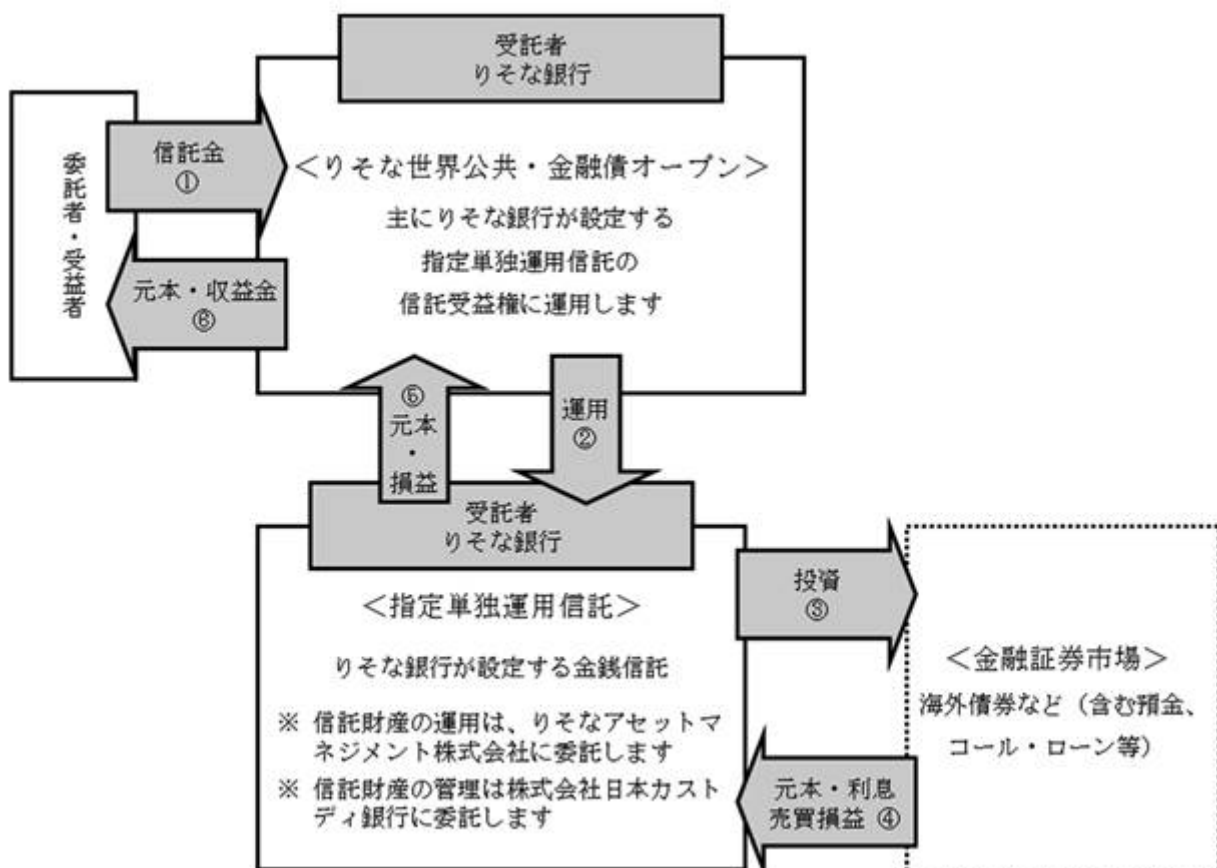 受託者
りそな銀行
委託者・受益者
信託金
①
＜りそな世界公共・金融債オープン＞
主にりそな銀行が設定する
指定単独運用信託の
信託受益権に運用します
元本・収益金
⑥
⑤
元本
・
損益
運用
②
受託者
りそな銀行
＜指定単独運用信託＞
りそな銀行が設定する金銭信託
※ 信託財産の運用は、りそなアセットマ
ネジメント株式会社に委託します
※ 信託財産の管理は株式会社日本カスト
ディ銀行に委託します
投資
③
＜金融証券市場＞
海外債券など（含む預金、
コール・ローン等）
元本・利息
売買損益 ④